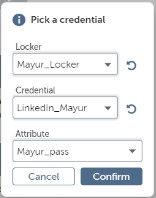 Pick a credential
Locker
Mayur_Locker
Credential
LinkedIn_Mayur
Attribute
Mayur_pass
Cancel Confirm